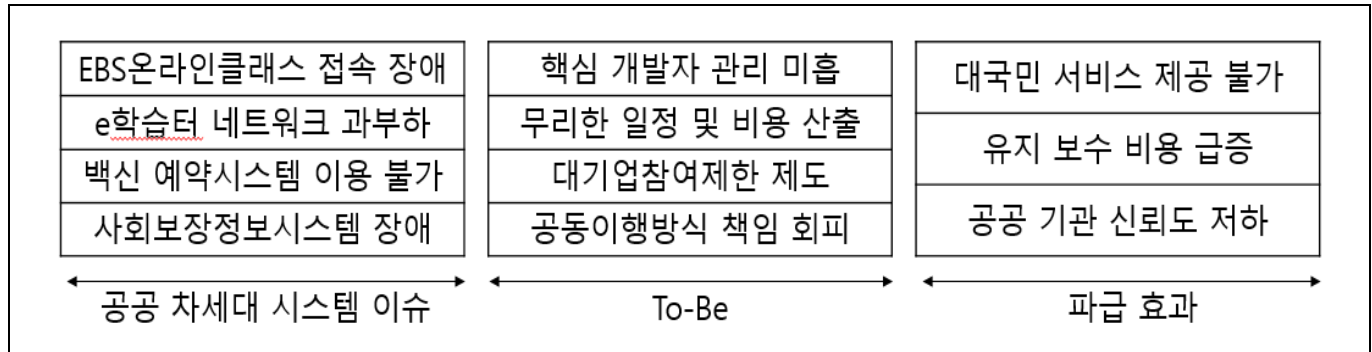 EBS온라인클래스 접속 장애
e학습터 네트워크 과부하
백신 예약시스템 이용 불가
사회보장정보시스템 장애
공공 차세대 시스템 이슈
핵심 개발자 관리 미흡
무리한 일정 및 비용 산출
대기업참여제한 제도
공동이행방식 책임 회피
To-Be
대국민 서비스 제공 불가
유지 보수 비용 급증
공공 기관 신뢰도 저하
파급 효과